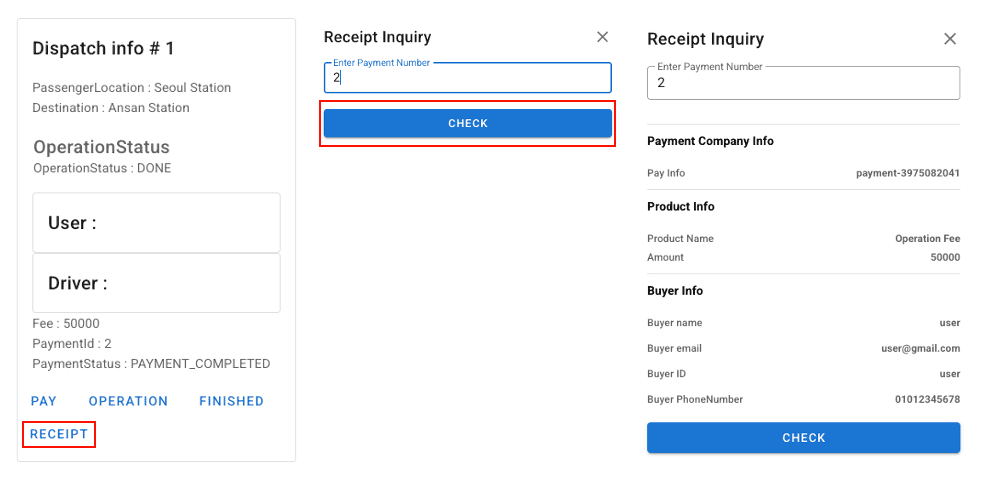 Dispatch info # 1
PassengerLocation : Seoul Station
Destination : Ansan Station
OperationStatus
OperationStatus : DONE
User :
Driver :
Fee : 50000
PaymentId : 2
PaymentStatus : PAYMENT_COMPLETED
PAY OPERATION FINISHED
RECEIPT
Receipt Inquiry
Enter Payment Number
2
CHECK
Receipt Inquiry
Enter Payment Number
2
Payment Company Info
Pay Info payment-3975082041
Product Info
Product Name Operation Fee
Amount 50000
Buyer Info
Buyer name user
Buyer email user@gmail.com
Buyer ID user
Buyer PhoneNumber 01012345678
CHECK